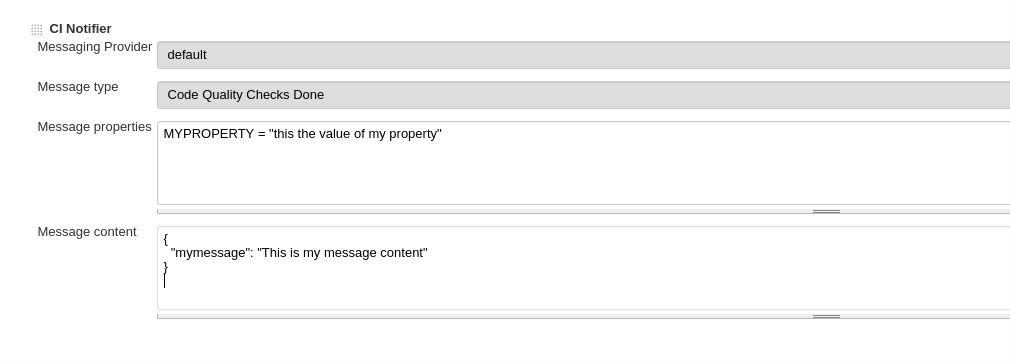 CI Notifier
Messaging Provider
default
Message type
Code Quality Checks Done
Message properties
MYPROPERTY = "this the value of my property"
Message content
{
"mymessage": "This is my message content"
}